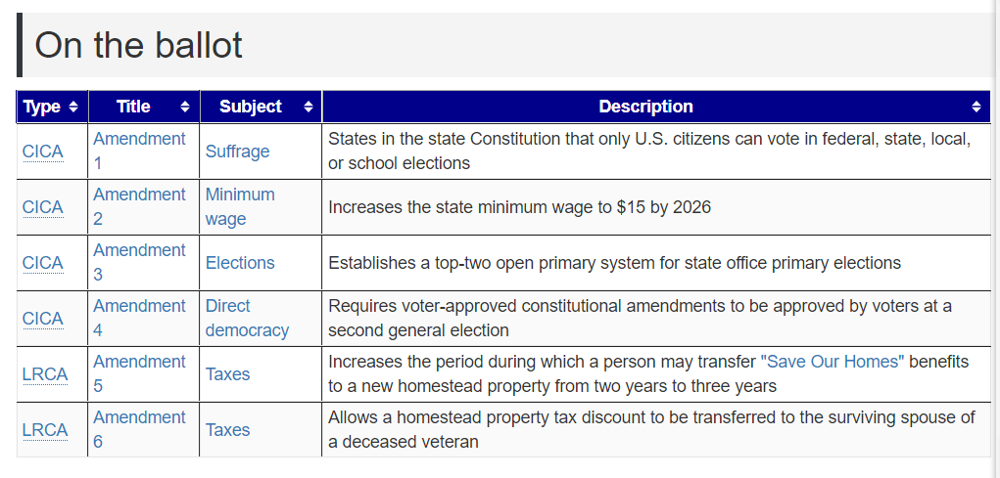 On the ballot
Type Title Subject Description
CICA Amendment 1 Suffrage States in the state Constitution that only U.S. citizens can vote in federal, state, local,
or school elections
CICA Amendment 2 Minimum wage Increases the state minimum wage to $15 by 2026
CICA Amendment 3 Elections Establishes a top-two open primary system for state office primary elections
CICA Amendment 4 Direct democracy Requires voter-approved constitutional amendments to be approved by voters at a
second general election
LRCA Amendment 5 Taxes Increases the period during which a person may transfer "Save Our Homes" benefits
to a new homestead property from two years to three years
LRCA Amendment 6 Taxes Allows a homestead property tax discount to be transferred to the surviving spouse of
a deceased veteran